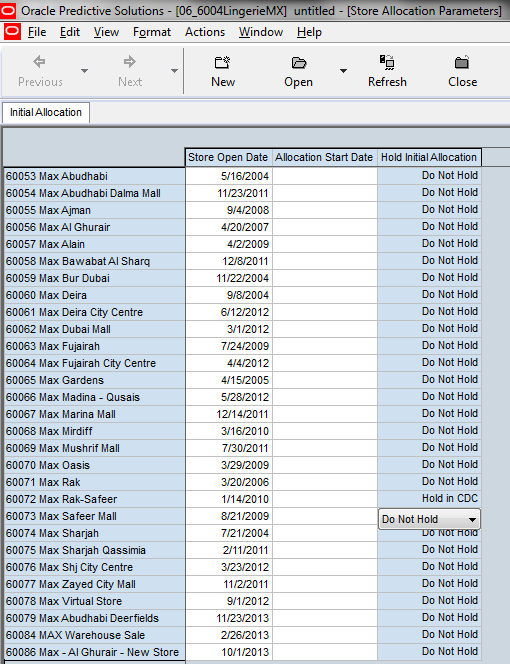 Oracle Predictive Solutions - [06_6004LingerieMX] untitled - [Store Allocation Parameters]
File Edit View Format Actions Window Help
Previous Next New Open Refresh Close
Initial Allocation
Store Open Date Allocation Start Date Hold Initial Allocation
60053 Max Abudhabi 5/16/2004 Do Not Hold
60054 Max Abudhabi Dalma Mall 11/23/2011 Do Not Hold
60055 Max Ajman 9/4/2008 Do Not Hold
60056 Max Al Ghurair 4/20/2007 Do Not Hold
60057 Max Alain 4/2/2009 Do Not Hold
60058 Max Bawabat Al Sharq 12/8/2011 Do Not Hold
60059 Max Bur Dubai 11/22/2004 Do Not Hold
60060 Max Deira 9/8/2004 Do Not Hold
60061 Max Deira City Centre 6/12/2012 Do Not Hold
60062 Max Dubai Mall 3/1/2012 Do Not Hold
60063 Max Fujairah 7/24/2009 Do Not Hold
60064 Max Fujairah City Centre 4/4/2012 Do Not Hold
60065 Max Gardens 4/15/2005 Do Not Hold
60066 Max Madina - Qusais 5/28/2012 Do Not Hold
60067 Max Marina Mall 12/14/2011 Do Not Hold
60068 Max Mirdiff 3/16/2010 Do Not Hold
60069 Max Mushrif Mall 7/30/2011 Do Not Hold
60070 Max Oasis 3/29/2009 Do Not Hold
60071 Max Rak 3/20/2006 Do Not Hold
60072 Max Rak-Safeer 1/14/2010 Hold in CDC
60073 Max Safeer Mall 8/21/2009 Do Not Hold
60074 Max Sharjah 7/21/2004 Do Not Hold
60075 Max Sharjah Qassimia 2/11/2011 Do Not Hold
60076 Max Shj City Centre 3/23/2012 Do Not Hold
60077 Max Zayed City Mall 11/2/2011 Do Not Hold
60078 Max Virtual Store 9/1/2012 Do Not Hold
60079 Max Abudhabi Deerfields 11/23/2013 Do Not Hold
60084 MAX Warehouse Sale 2/26/2013 Do Not Hold
60086 Max - Al Ghurair - New Store 10/1/2013 Do Not Hold